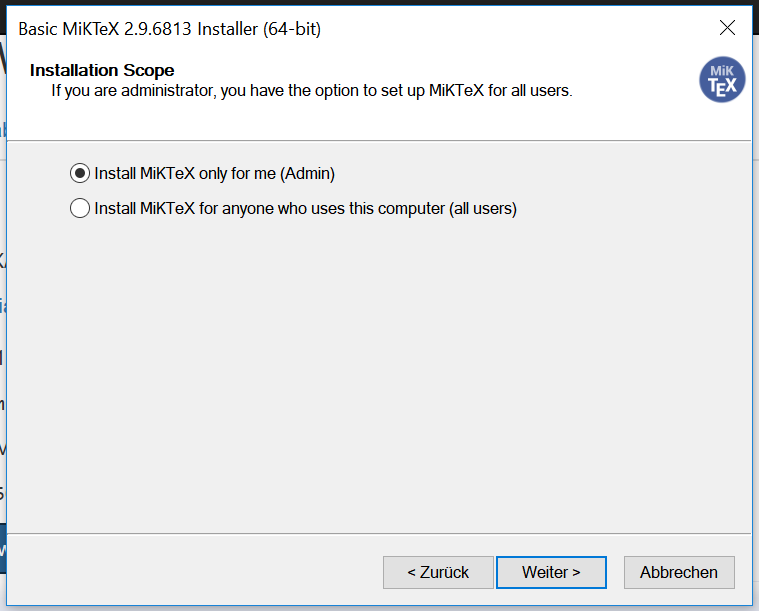 Basic MiKTeX 2.9.6813 Installer (64-bit)
Installation Scope
If you are administrator, you have the option to set up MiKTeX for all users.
MiK
TEX
Install MiKTeX only for me (Admin)
Install MiKTeX for anyone who uses this computer (all users)
< Zurück
Weiter >
Abbrechen